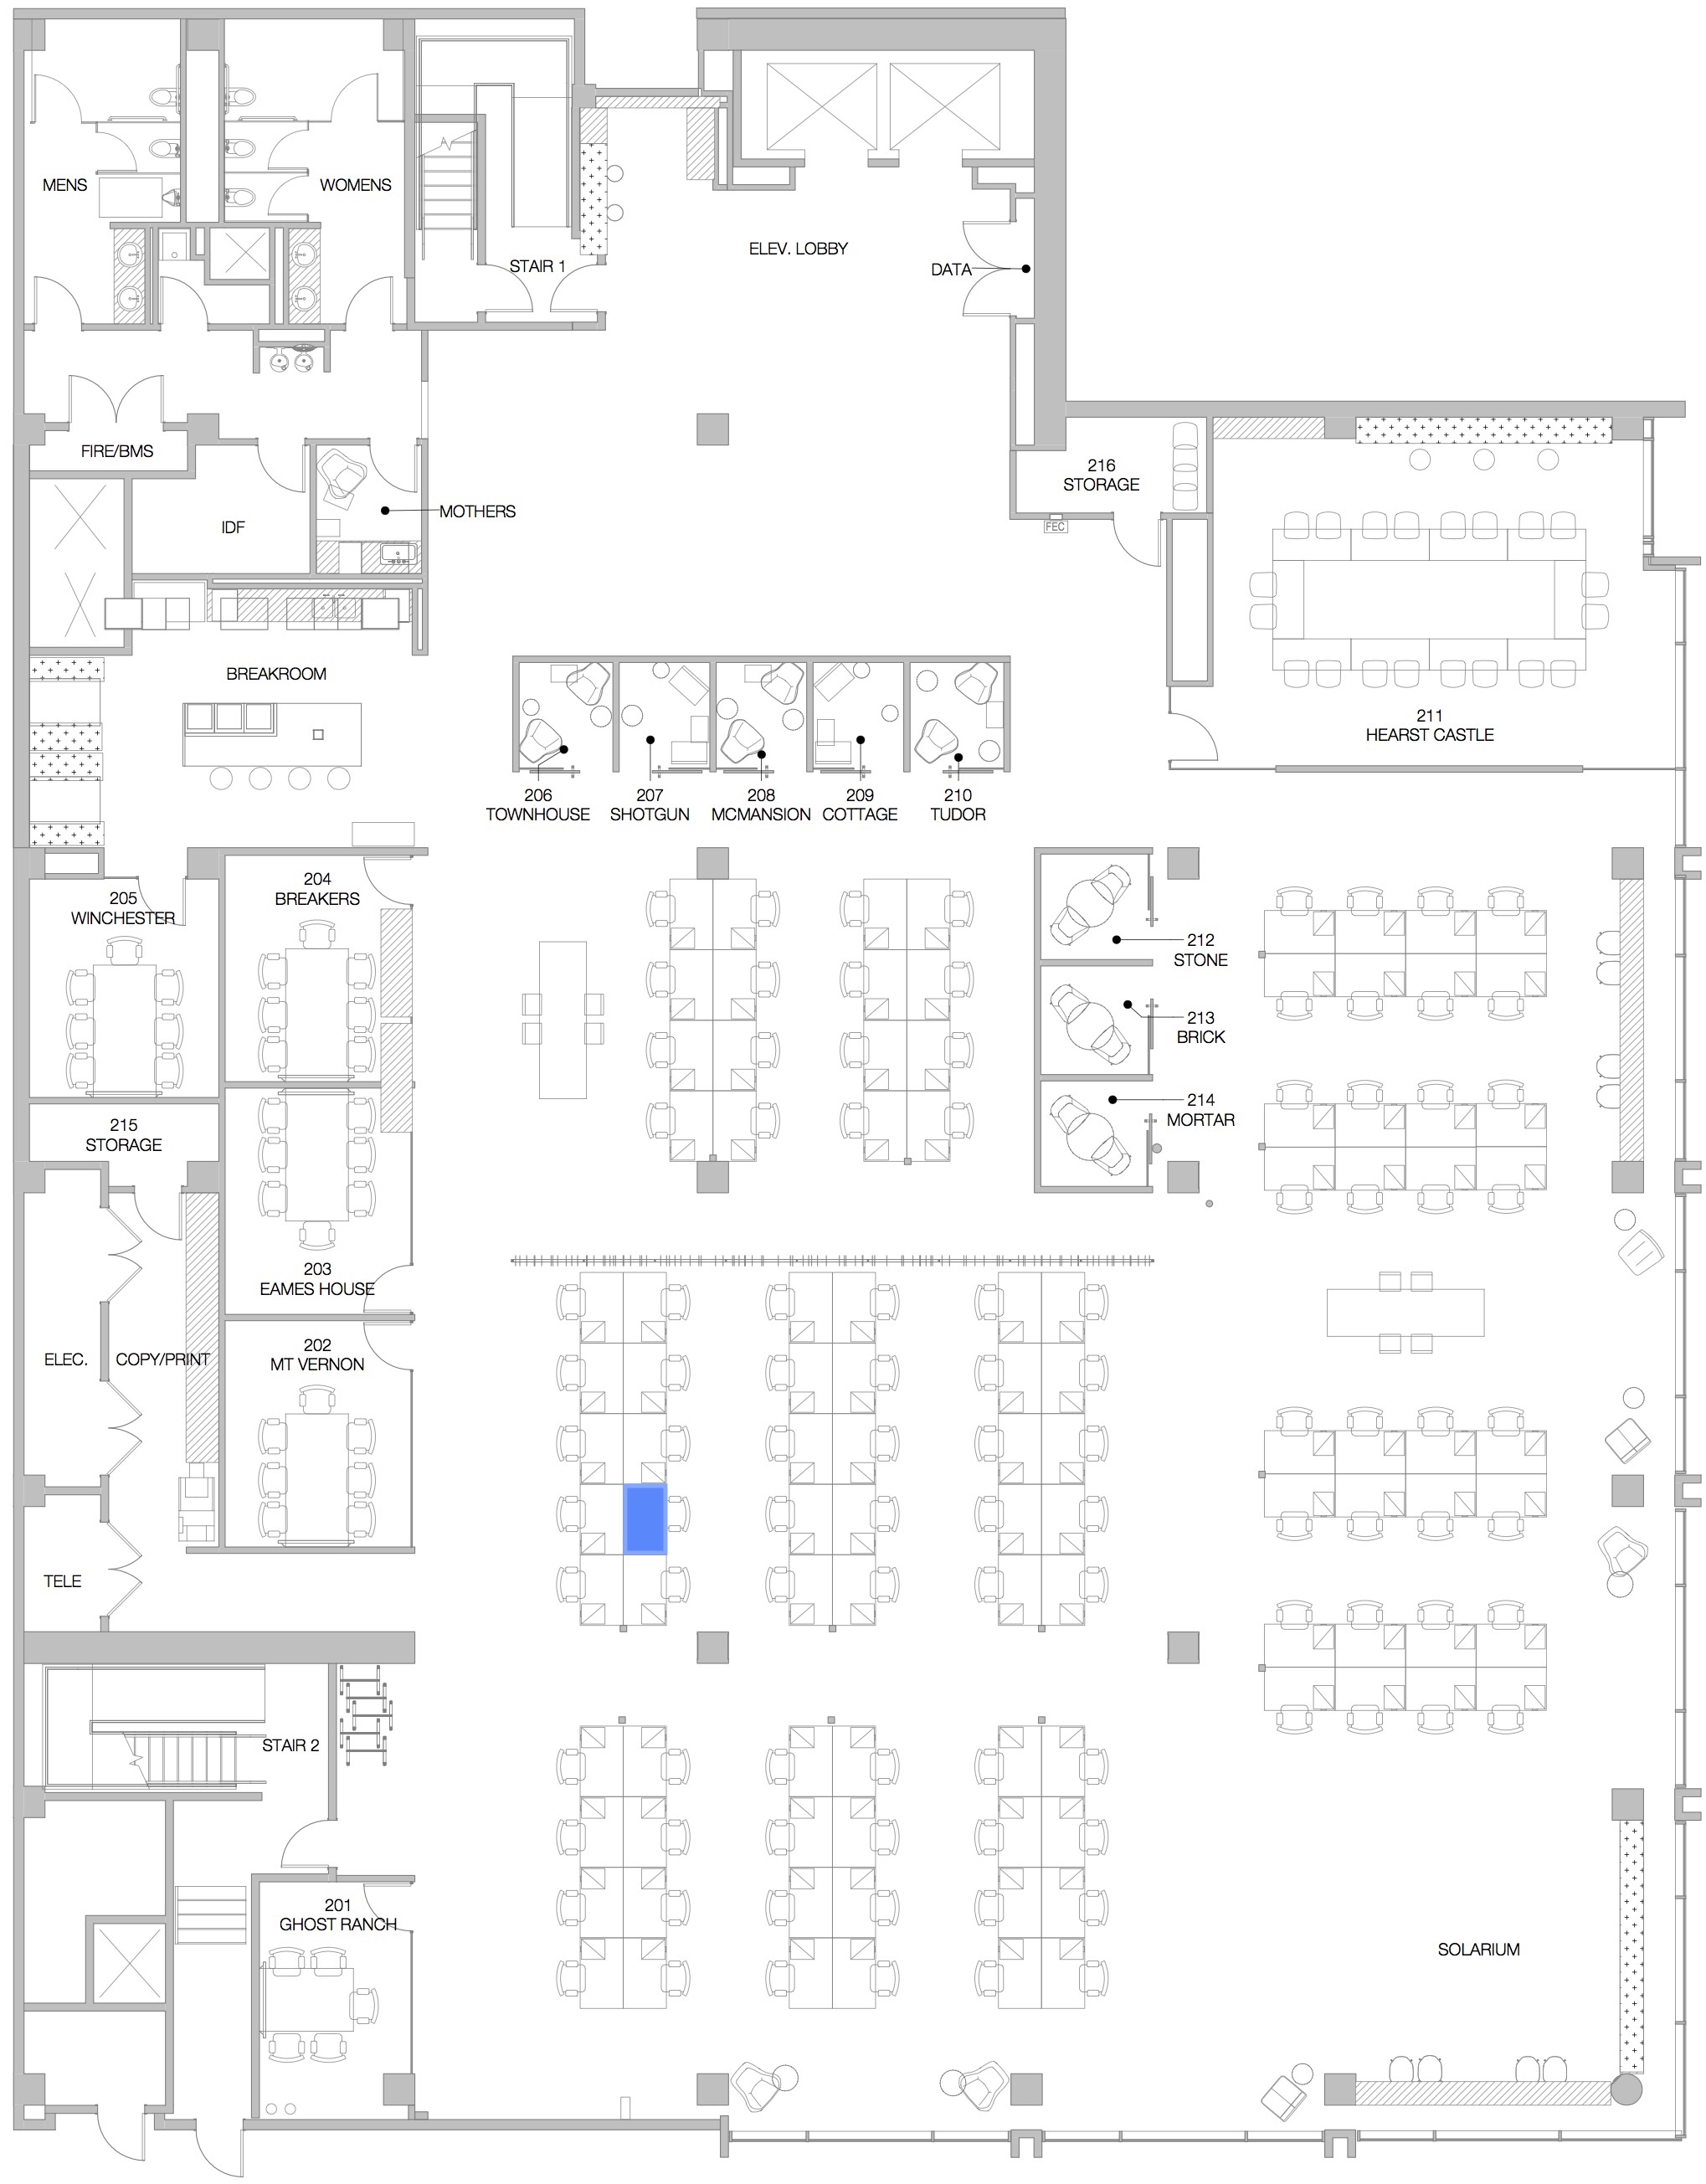 MENS
WOMENS
STAIR 1
ELEV. LOBBY
DATA
FIRE/BMS
IDF
MOTHERS
216
STORAGE
FEC
BREAKROOM
211
HEARST CASTLE
206
TOWNHOUSE
207
SHOTGUN
208
MCMANSION
209
COTTAGE
210
TUDOR
205
WINCHESTER
204
BREAKERS
212
STONE
213
BRICK
214
MORTAR
215
STORAGE
203
EAMES HOUSE
ELEC.
COPY/PRINT
202
MT VERNON
TELE
STAIR 2
201
GHOST RANCH
SOLARIUM